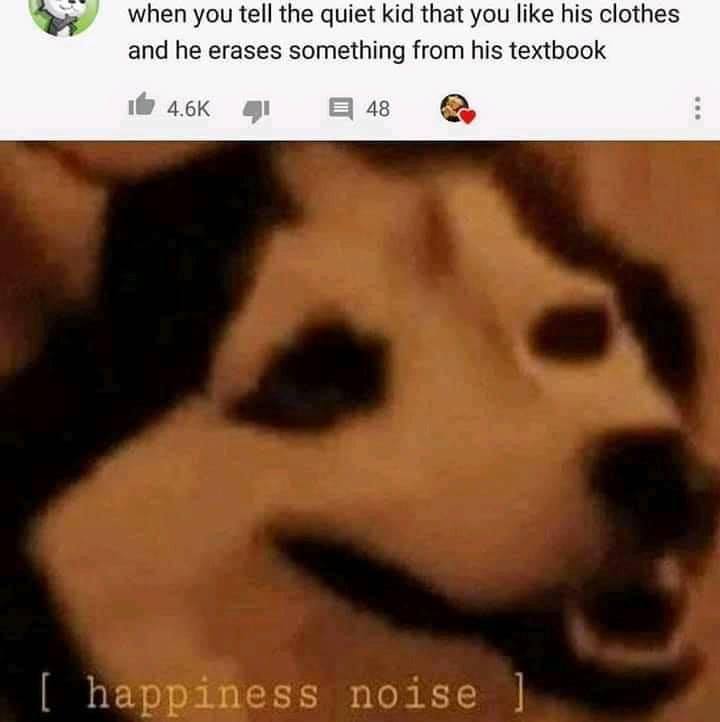 when you tell the quiet kid that you like his clothes
and he erases something from his textbook
4.6K 48
[ happiness noise ]